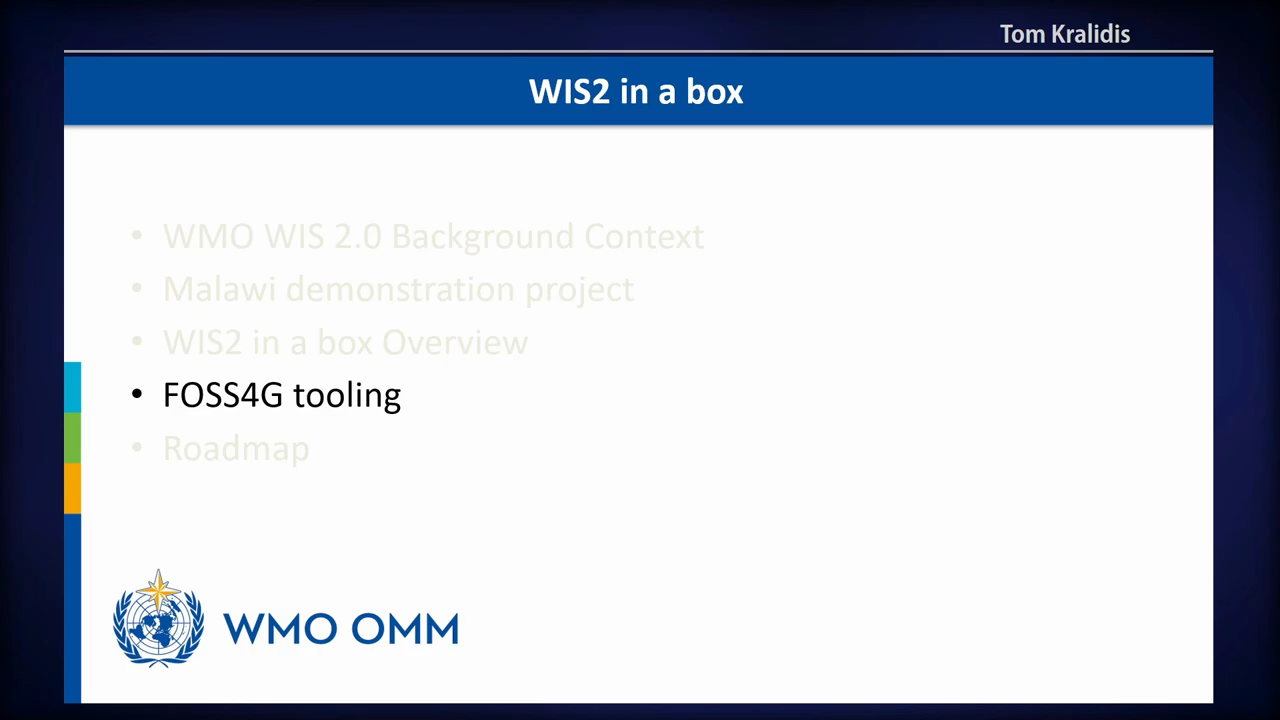 Tom Kralidis
WIS2 in a box
• WMO WIS 2.0 Background Context
• Malawi demonstration project
• WIS2 in a box Overview
• FOSS4G tooling
• Roadmap
WMO OMM